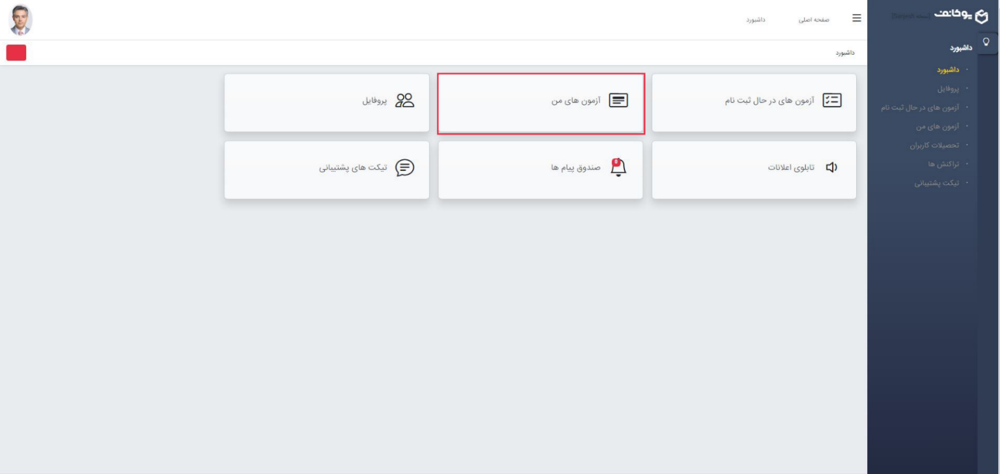 یوکانت
صفحه اصلی
داشبورد
داشبورد
داشبورد
داشبورد
پروفایل
آزمون های در حال ثبت نام
آزمون های من
تحصیلات کاربران
تراکنش ها
تیکت پشتیبانی
آزمون های در حال ثبت نام
آزمون های من
پروفایل
تابلوی اعلانات
0
صندوق پیام ها
تیکت های پشتیبانی